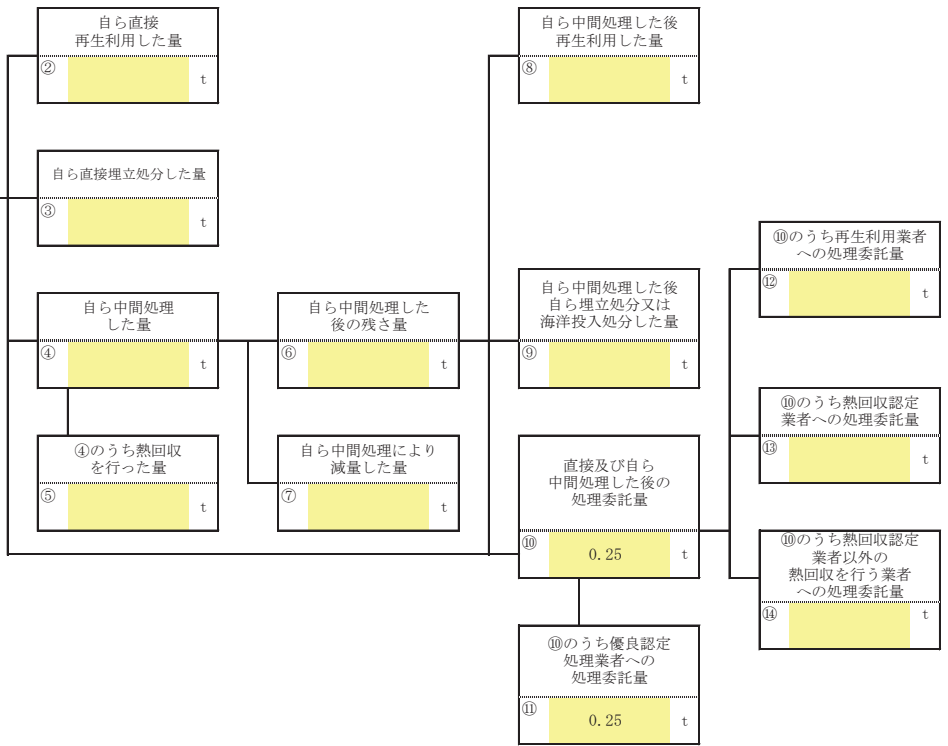 自ら直接
再生利用した量
② t
自ら直接埋立処分した量
③ t
自ら中間処理
した量
④ t
④のうち熱回収
を行った量
⑤ t
自ら中間処理した
後の残さ量
⑥ t
自ら中間処理により
減量した量
⑦ t
自ら中間処理した後
再生利用した量
⑧ t
自ら中間処理した後
自ら埋立処分又は
海洋投入処分した量
⑨ t
直接及び自ら
中間処理した後の
処理委託量
⑩ 0.25 t
⑩のうち優良認定
処理業者への
処理委託量
⑪ 0.25 t
⑩のうち再生利用業者
への処理委託量
⑫ t
⑩のうち熱回収認定
業者への処理委託量
⑬ t
⑩のうち熱回収認定
業者以外の
熱回収を行う業者
への処理委託量
⑭ t